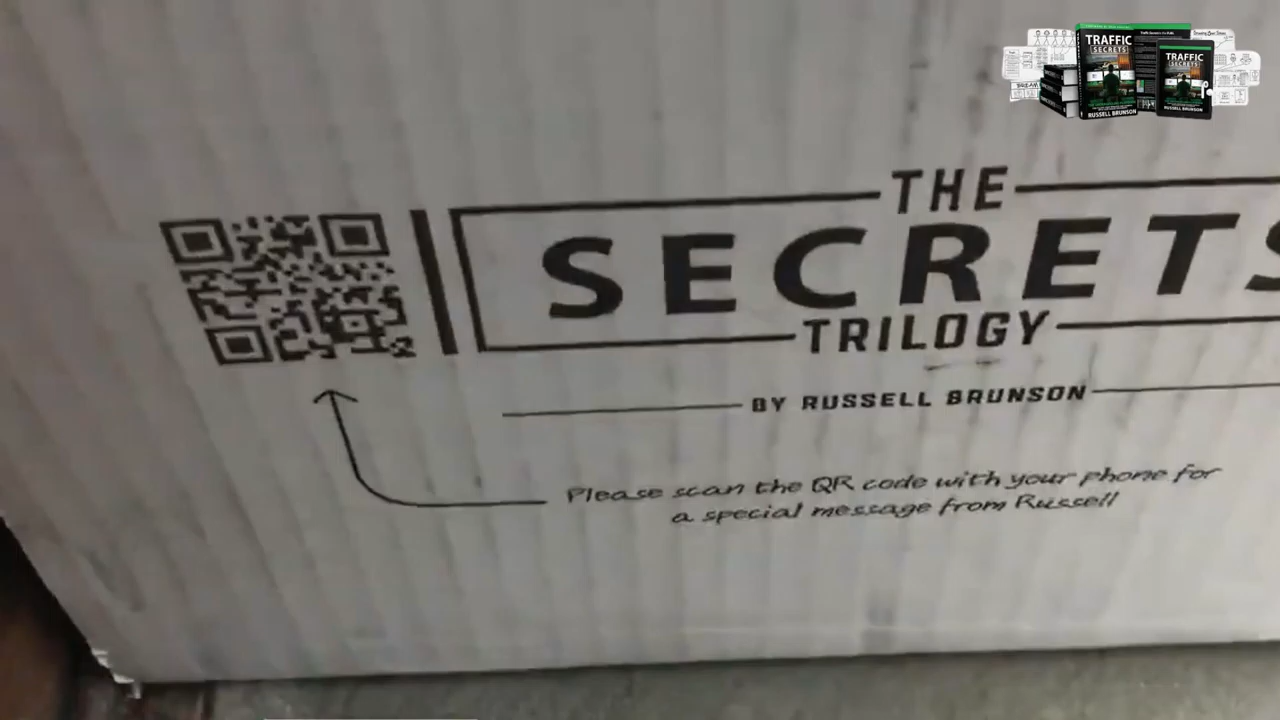 TRAFFIC
SECRETS
RUSSELL BRUNSON
TRAFFIC
SECRETS
RUSSELL BRUNSON
THE
SECRETS
TRILOGY
BY RUSSELL BRUNSON
Please scan the QR code with your phone for
a special message from Russell